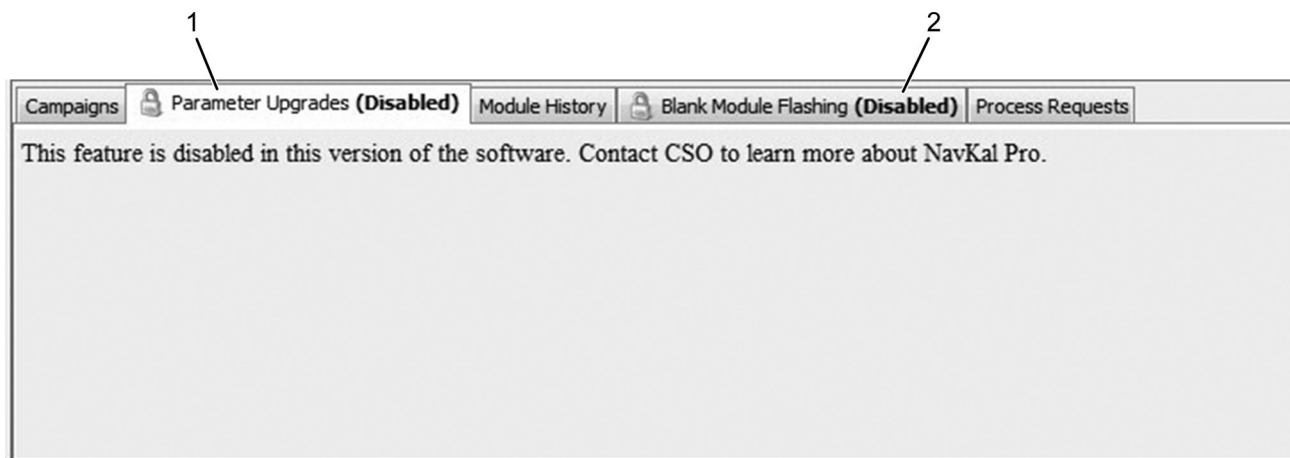 1 2
Campaigns Parameter Upgrades (Disabled) Module History Blank Module Flashing (Disabled) Process Requests
This feature is disabled in this version of the software. Contact CSO to learn more about NavKal Pro.